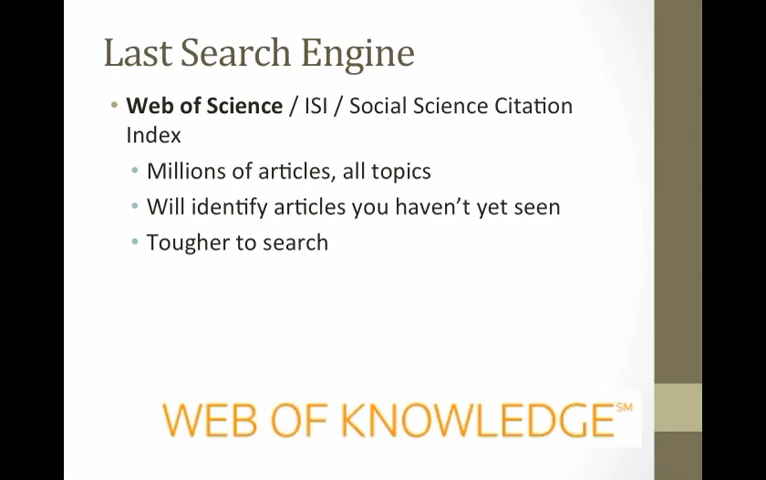 Last Search Engine
• Web of Science / ISI / Social Science Citation
Index
• Millions of articles, all topics
• Will identify articles you haven't yet seen
• Tougher to search
WEB OF KNOWLEDGE℠